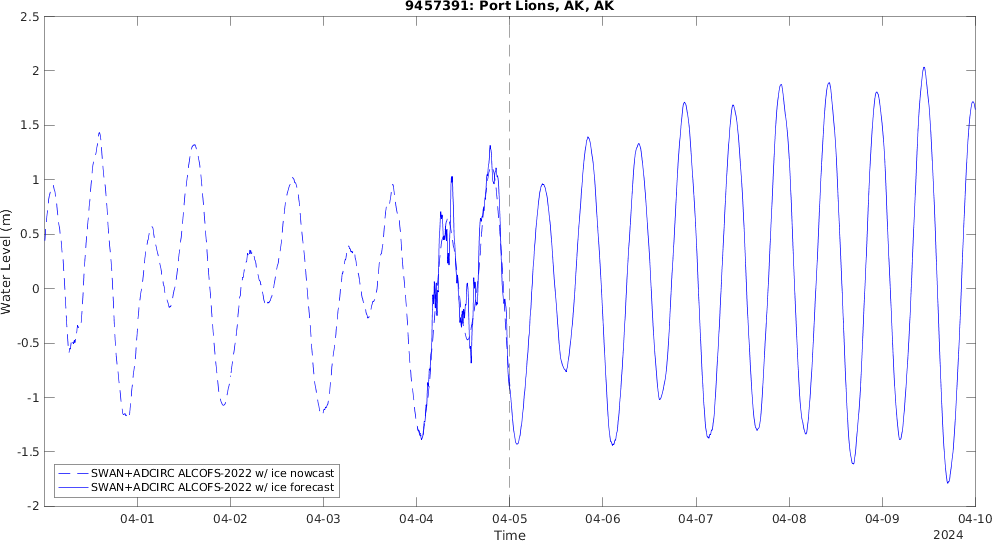 9457391: Port Lions, AK, AK
2.5
2
1.5
1
0.5
0
-0.5
-1
-1.5
-2
Water Level (m)
SWAN+ADCIRC ALCOFS-2022 w/ ice nowcast
SWAN+ADCIRC ALCOFS-2022 w/ ice forecast
04-01 04-02 04-03 04-04 04-05 04-06 04-07 04-08 04-09 04-10
Time
2024